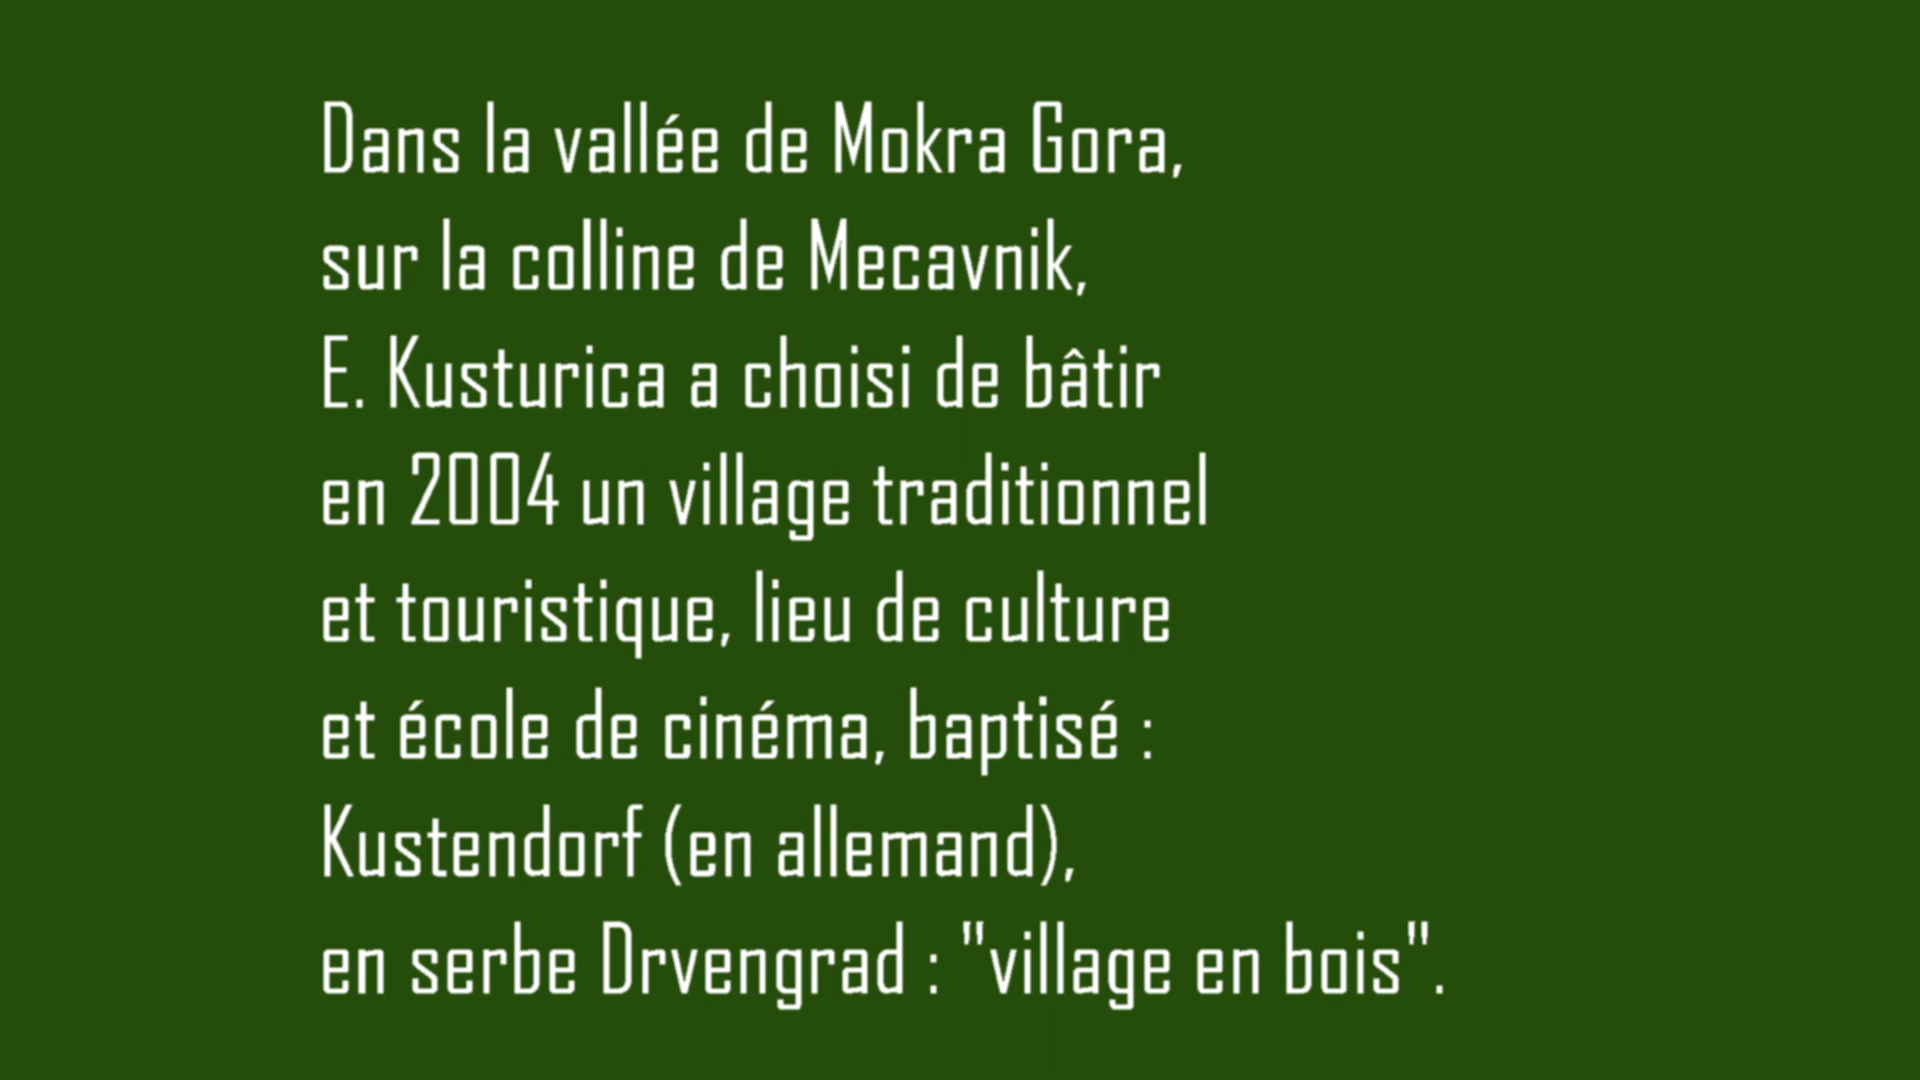 Dans la vallée de Mokra Gora,
sur la colline de Mecavnik,
E. Kusturica a choisi de bâtir
en 2004 un village traditionnel
et touristique, lieu de culture
et école de cinéma, baptisé :
Kustendorf (en allemand),
en serbe Drvengrad : "village en bois".